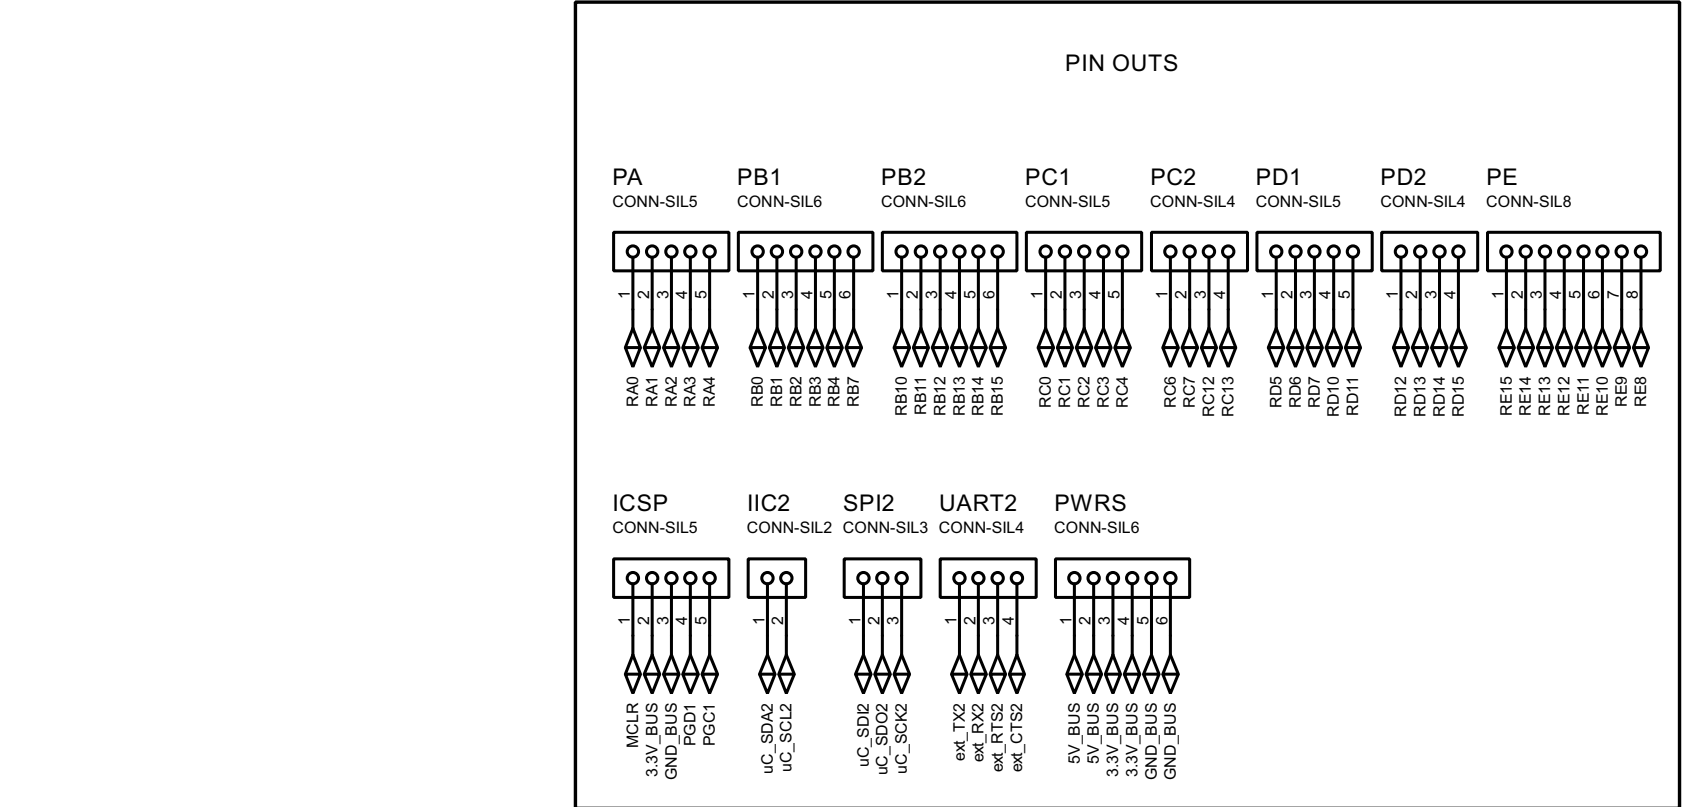 PIN OUTS
PA PB1 PB2 PC1 PC2 PD1 PD2 PE
CONN-SIL5 CONN-SIL6 CONN-SIL6 CONN-SIL5 CONN-SIL4 CONN-SIL5 CONN-SIL4 CONN-SIL8
1 2 3 4 5 1 2 3 4 5 6 1 2 3 4 5 6 1 2 3 4 5 1 2 3 4 1 2 3 4 5 1 2 3 4 1 2 3 4 5 6 7 8
RA0 RA1 RA2 RA3 RA4 RB0 RB1 RB2 RB3 RB4 RB7 RB10 RB11 RB12 RB13 RB14 RB15 RC0 RC1 RC2 RC3 RC4 RC6 RC7 RC12 RC13 RD5 RD6 RD7 RD10 RD11 RD12 RD13 RD14 RD15 RE15 RE14 RE13 RE12 RE11 RE10 RE9 RE8
ICSP IIC2 SPI2 UART2 PWRS
CONN-SIL5 CONN-SIL2 CONN-SIL3 CONN-SIL4 CONN-SIL6
1 2 3 4 5 1 2 1 2 3 1 2 3 4 1 2 3 4 5 6
MCLR 3.3V_BUS GND_BUS PGD1 PGC1 uC_SDA2 uC_SCL2 uC_SDI2 uC_SDO2 uC_SCK2 ext_TX2 ext_RX2 ext_RTS2 ext_CTS2 5V_BUS 5V_BUS 3.3V_BUS 3.3V_BUS GND_BUS GND_BUS